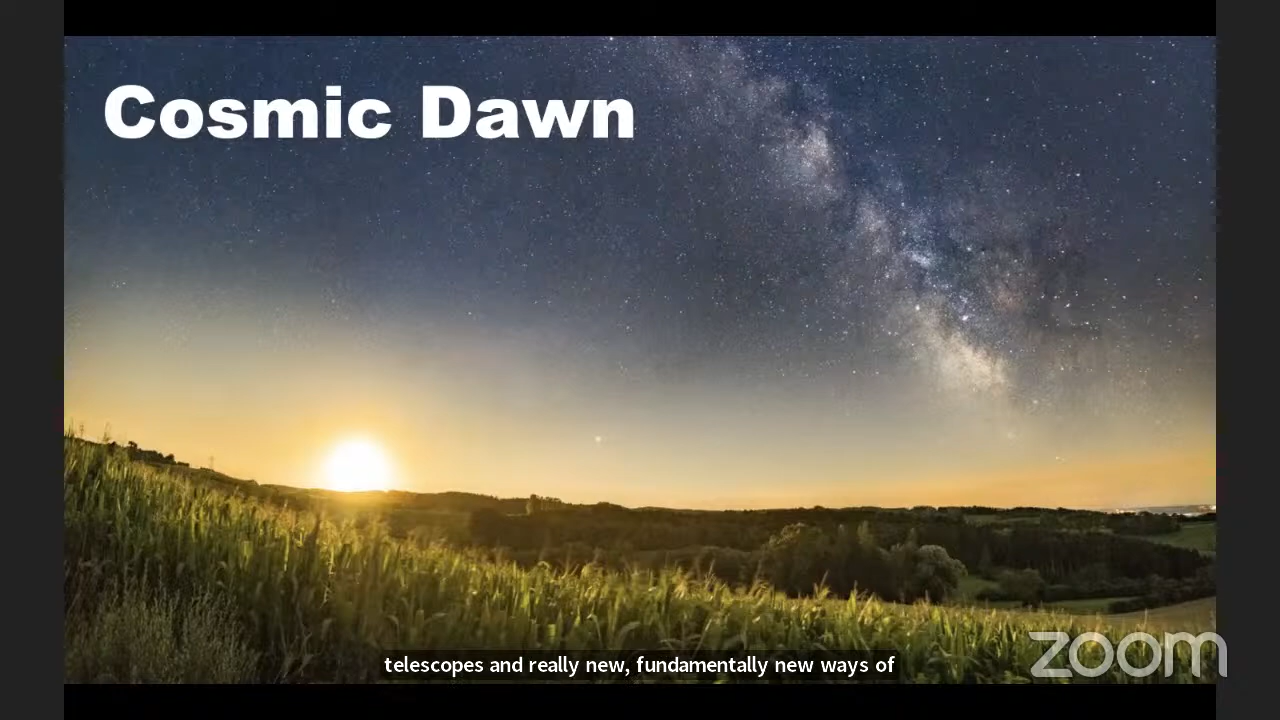 Cosmic Dawn
telescopes and really new, fundamentally new ways of
zoom